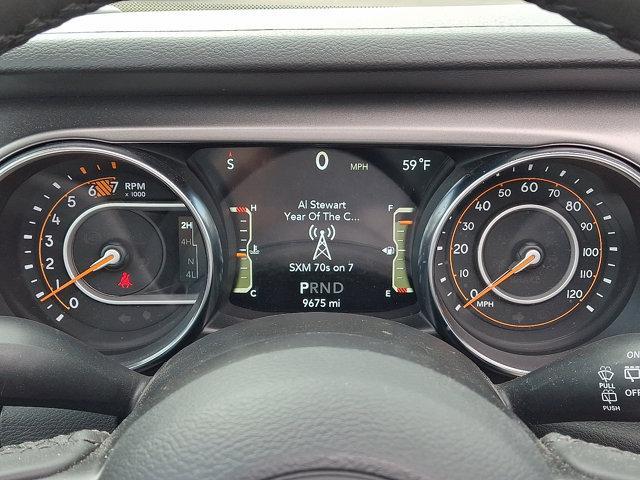 S 0 MPH 59°F
Al Stewart
Year Of The C...
SXM 70s on 7
PRND
9675 mi
H
C
F
E
0 1 2 3 4 5 6 7
RPM
x 1000
2H
4H
N
4L
0 10 20 30 40 50 60 70 80 90 100 110 120
MPH
ON
OFF
PULL
PUSH